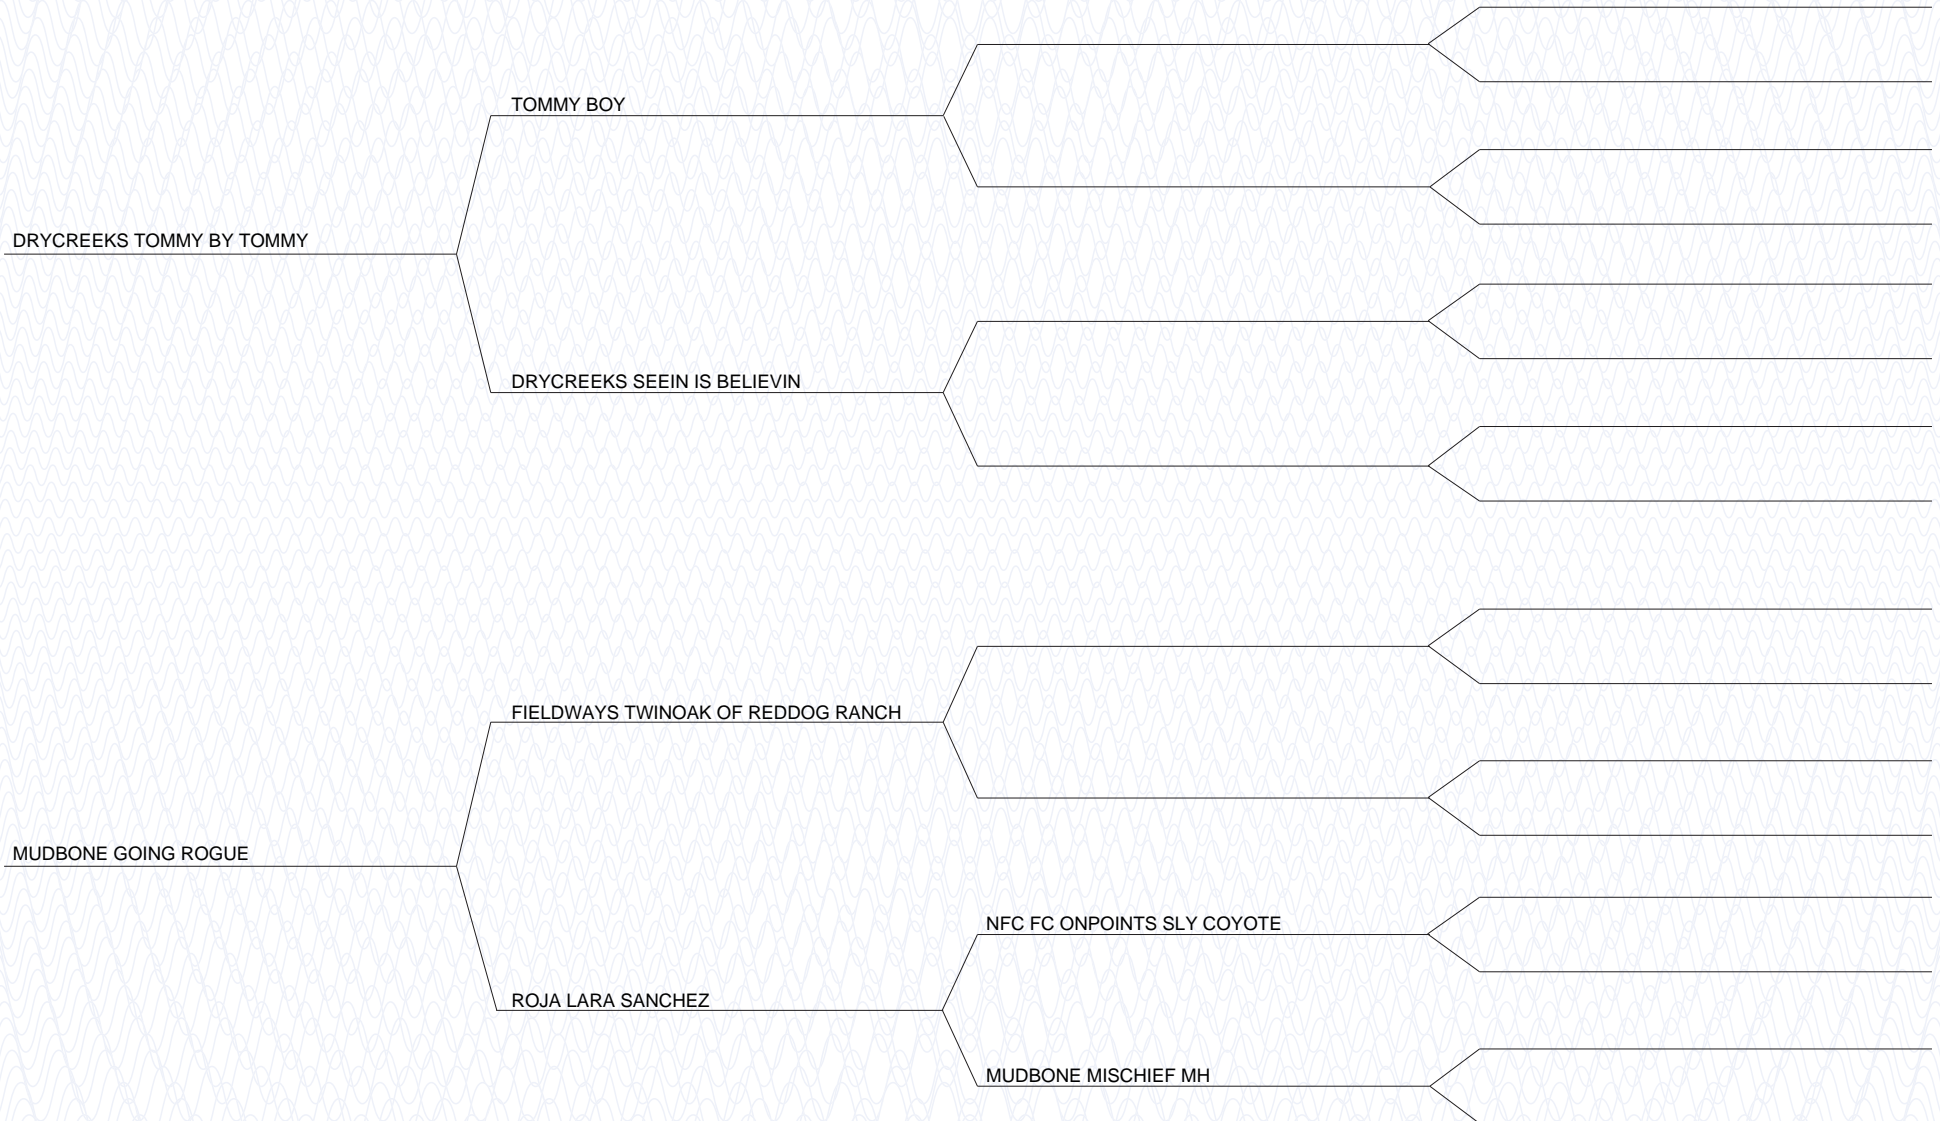 TOMMY BOY
DRYCREEKS TOMMY BY TOMMY
DRYCREEKS SEEIN IS BELIEVIN
FIELDWAYS TWINOAK OF REDDOG RANCH
MUDBONE GOING ROGUE
NFC FC ONPOINTS SLY COYOTE
ROJA LARA SANCHEZ
MUDBONE MISCHIEF MH